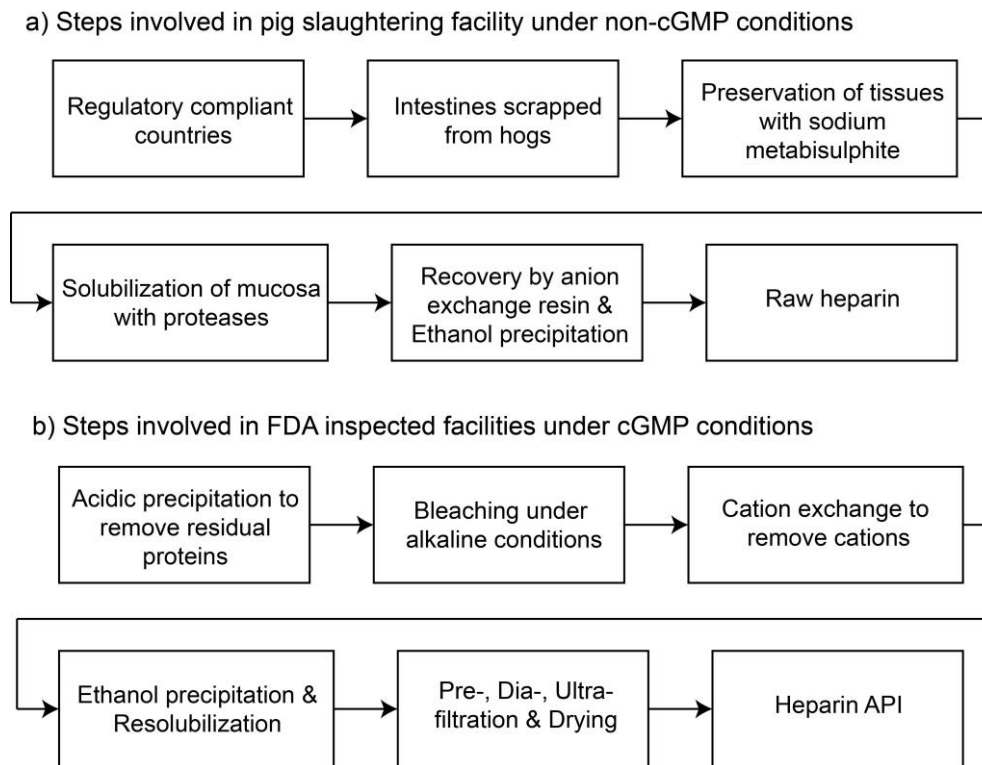 a) Steps involved in pig slaughtering facility under non-cGMP conditions
Regulatory compliant
countries
Intestines scrapped
from hogs
Preservation of tissues
with sodium
metabisulphite
Solubilization of mucosa
with proteases
Recovery by anion
exchange resin &
Ethanol precipitation
Raw heparin
b) Steps involved in FDA inspected facilities under cGMP conditions
Acidic precipitation to
remove residual
proteins
Bleaching under
alkaline conditions
Cation exchange to
remove cations
Ethanol precipitation &
Resolubilization
Pre-, Dia-, Ultra-
filtration & Drying
Heparin API